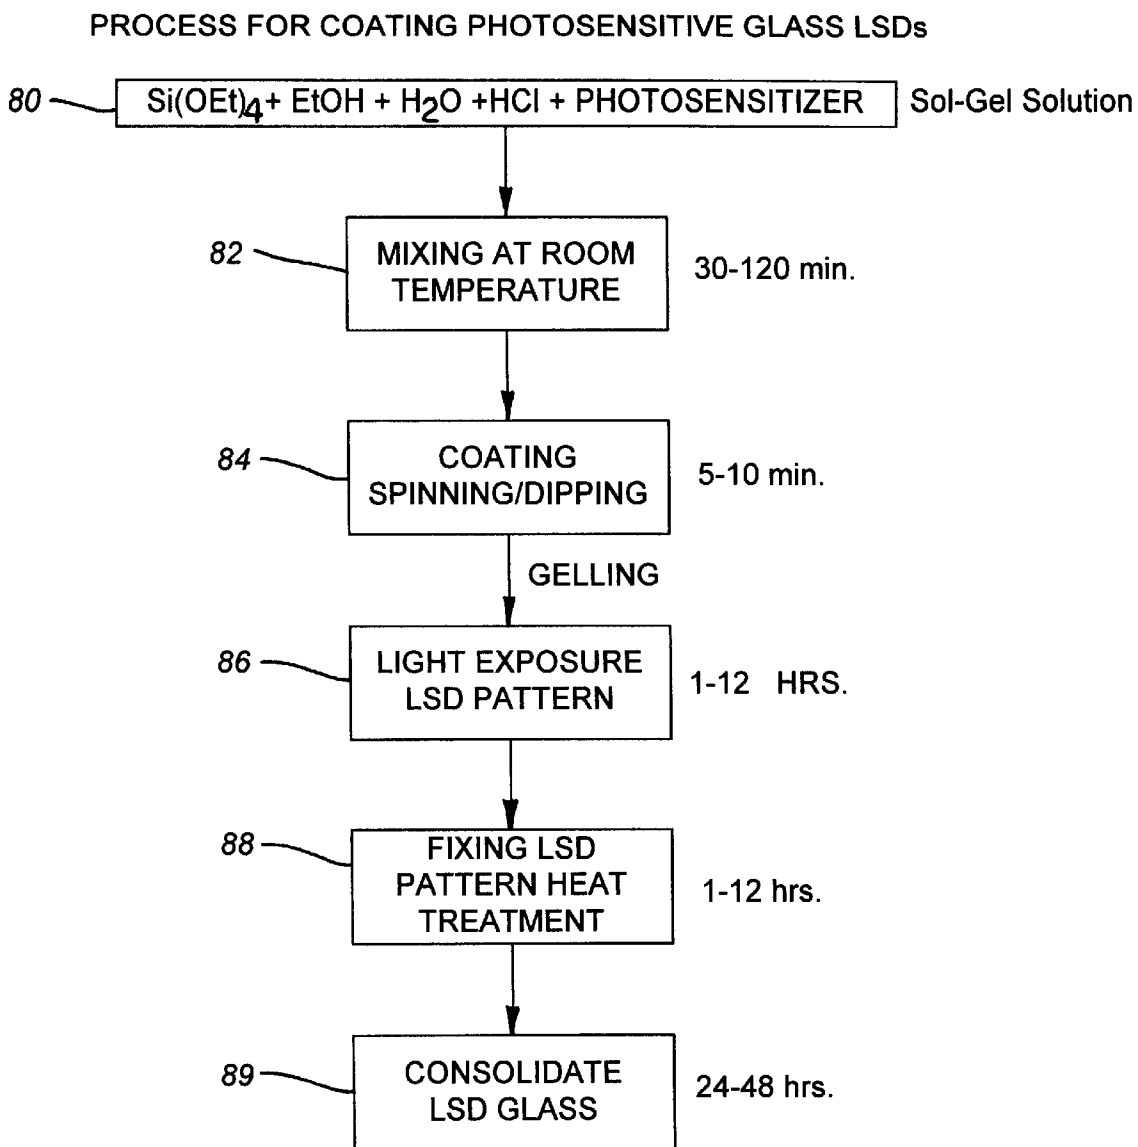 PROCESS FOR COATING PHOTOSENSITIVE GLASS LSDs
80 Si(OEt)4 + EtOH + H2O +HCl + PHOTOSENSITIZER Sol-Gel Solution
82 MIXING AT ROOM TEMPERATURE 30-120 min.
84 COATING SPINNING/DIPPING 5-10 min.
GELLING
86 LIGHT EXPOSURE LSD PATTERN 1-12 HRS.
88 FIXING LSD PATTERN HEAT TREATMENT 1-12 hrs.
89 CONSOLIDATE LSD GLASS 24-48 hrs.